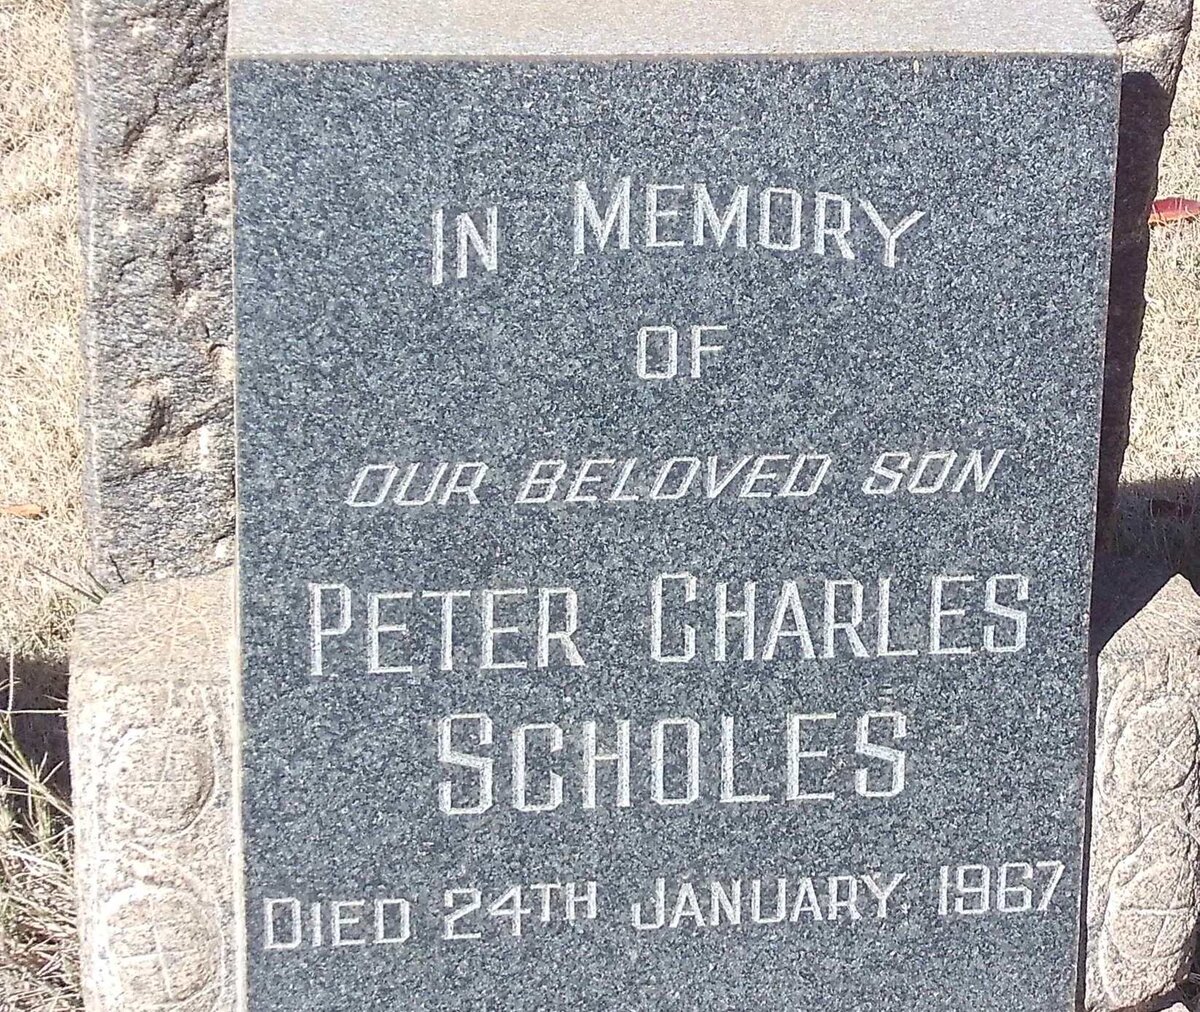 IN MEMORY
OF
OUR BELOVED SON
PETER CHARLES
SCHOLES
DIED 24TH JANUARY, 1967